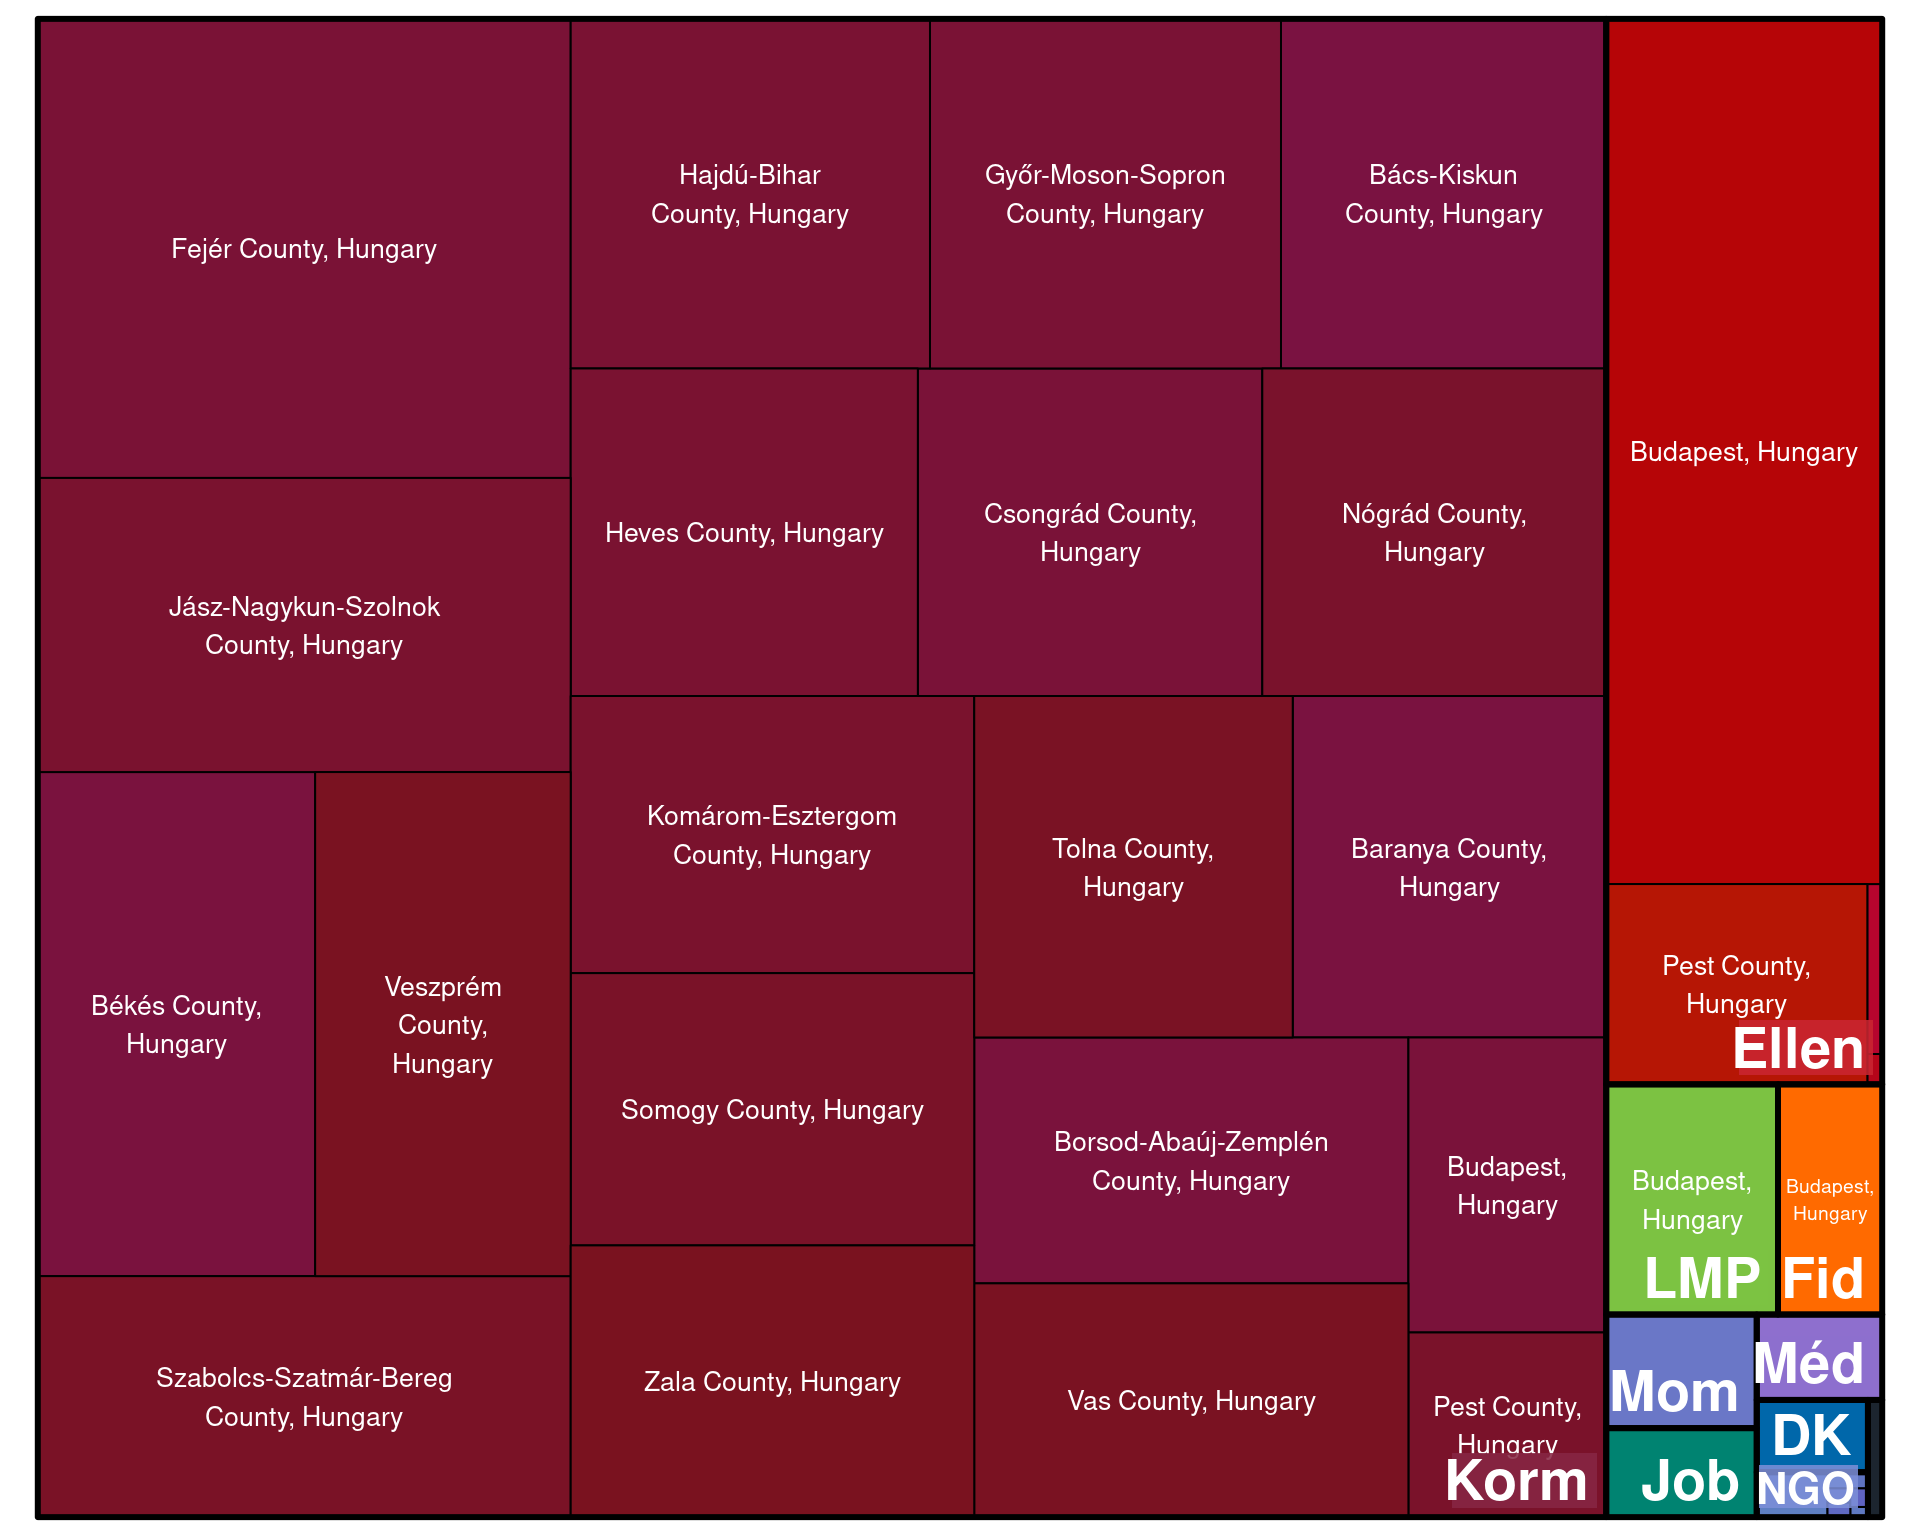 Fejér County, Hungary
Hajdú-Bihar
County, Hungary
Győr-Moson-Sopron
County, Hungary
Bács-Kiskun
County, Hungary
Budapest, Hungary
Jász-Nagykun-Szolnok
County, Hungary
Heves County, Hungary
Csongrád County,
Hungary
Nógrád County,
Hungary
Békés County,
Hungary
Veszprém
County,
Hungary
Komárom-Esztergom
County, Hungary
Tolna County,
Hungary
Baranya County,
Hungary
Pest County,
Hungary
Ellen
Somogy County, Hungary
Borsod-Abaúj-Zemplén
County, Hungary
Budapest,
Hungary
Budapest,
Hungary
LMP
Budapest,
Hungary
Fid
Szabolcs-Szatmár-Bereg
County, Hungary
Zala County, Hungary
Vas County, Hungary
Pest County,
Hungary
Korm
Mom
Méd
Job
DK
NGO